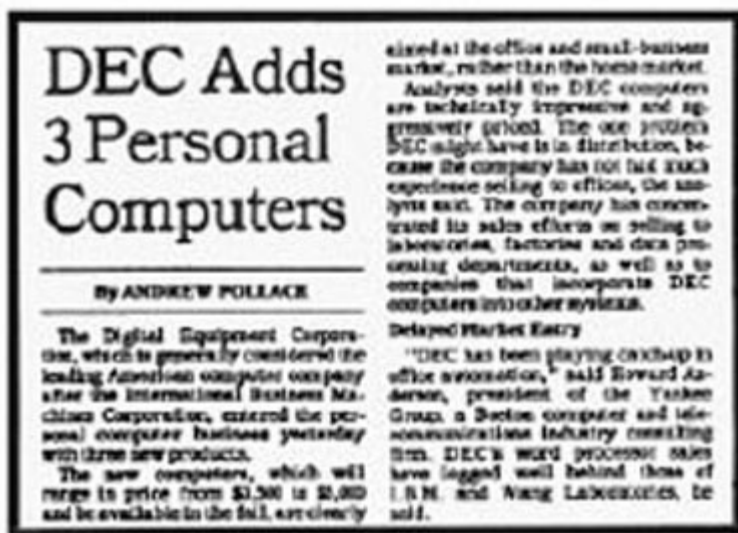 DEC Adds
3 Personal
Computers
By ANDREW POLLACK
The Digital Equipment Corpora-
tion, which is generally considered the
leading American computer company
after the International Business Ma-
chines Corporation, entered the per-
sonal computer business yesterday
with three new products.
The new computers, which will
range in price from $3,500 to
and be available in the fall, are clearly
aimed at the office and small-business
market, rather than the home market.
Analysts said the DEC computers
are technically impressive and ag-
gressively priced. The one problem
DEC might have is in distribution, be-
cause the company has not had much
experience selling to offices, the ana-
lysts said. The company has concen-
trated its sales efforts on selling to
laboratories, factories and data pro-
cessing departments, as well as to
companies that incorporate DEC
computers into other systems.
Delayed Market Entry
"DEC has been playing catch-up in
office automation," said Howard An-
derson, president of the Yankee
Group, a Boston computer and tele-
communications industry consulting
firm. DEC's word processor sales
have lagged well behind those of
I.B.M. and Wang Laboratories, he
said.